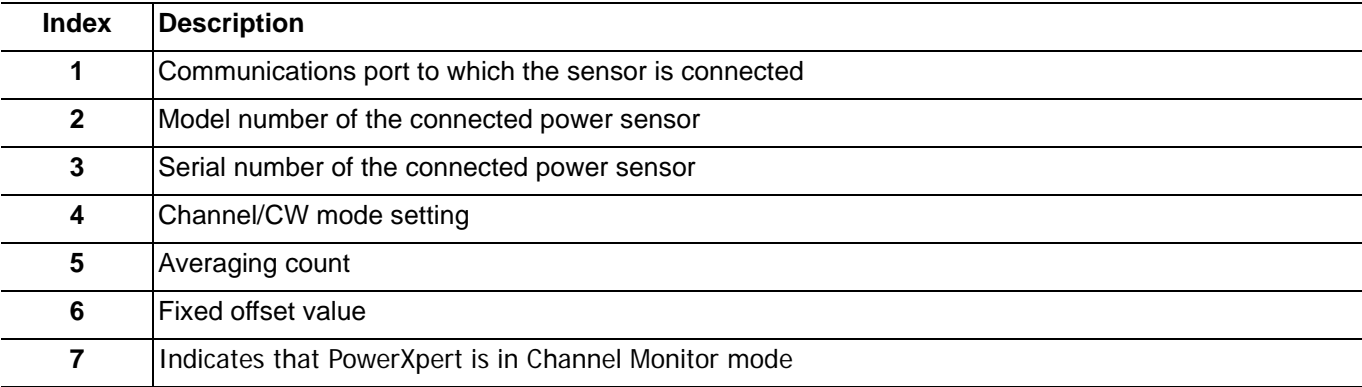 Index Description
1 Communications port to which the sensor is connected
2 Model number of the connected power sensor
3 Serial number of the connected power sensor
4 Channel/CW mode setting
5 Averaging count
6 Fixed offset value
7 Indicates that PowerXpert is in Channel Monitor mode